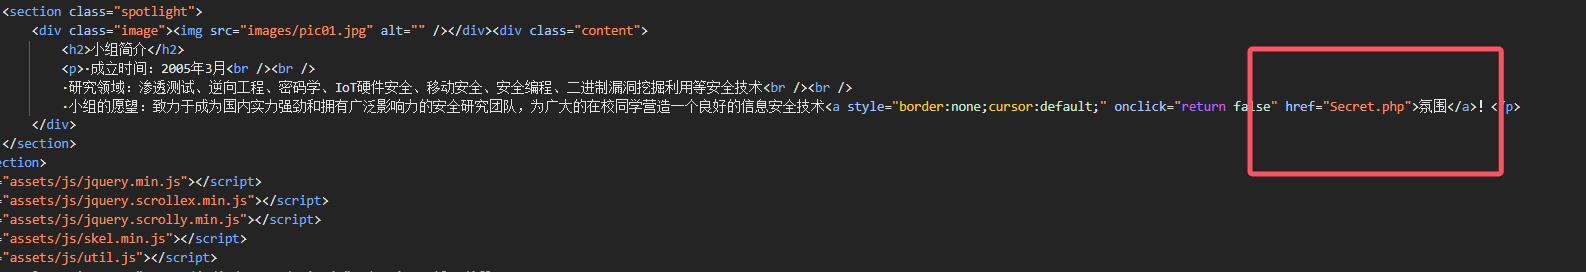 <section class="spotlight">
<div class="image"><img src="images/pic01.jpg" alt="" /></div><div class="content">
<h2>小组简介</h2>
<p>·成立时间：2005年3月<br /><br />
·研究领域：渗透测试、逆向工程、密码学、IoT硬件安全、移动安全、安全编程、二进制漏洞挖掘利用等安全技术<br /><br />
·小组的愿望：致力于成为国内实力强劲和拥有广泛影响力的安全研究团队，为广大的在校同学营造一个良好的信息安全技术<a style="border:none;cursor:default;" onclick="return false" href="Secret.php">氛围</a>！</p>
</div>
</section>
ection>
="assets/js/jquery.min.js"></script>
="assets/js/jquery.scrollex.min.js"></script>
="assets/js/jquery.scrolly.min.js"></script>
="assets/js/skel.min.js"></script>
="assets/js/util.js"></script>